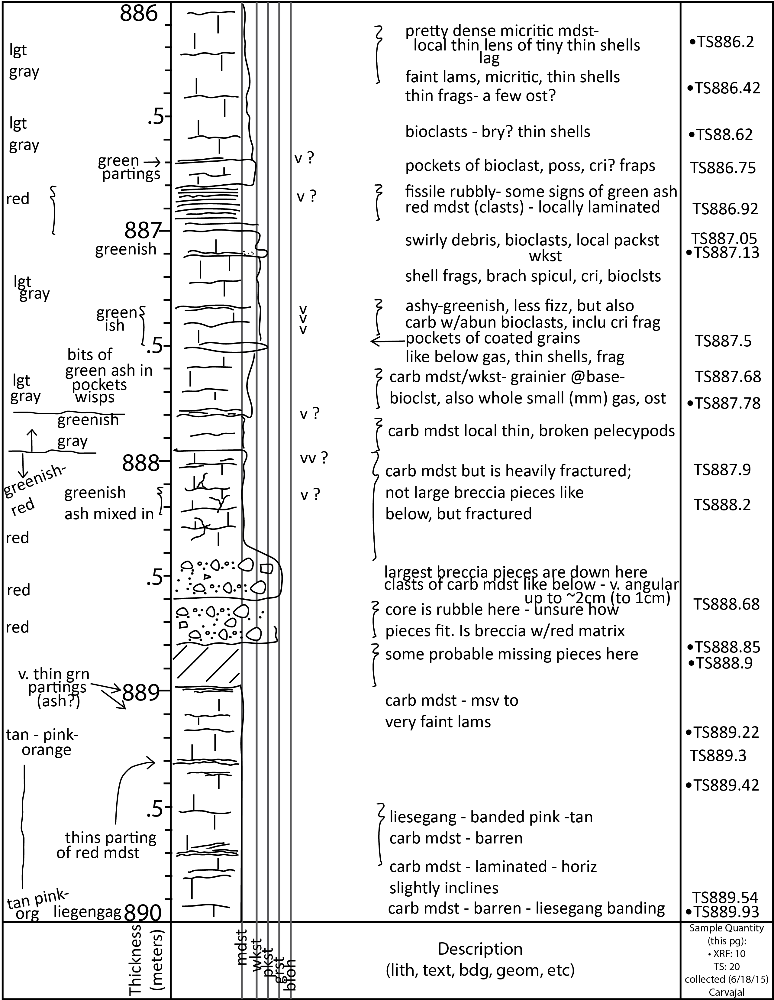 886
pretty dense micritic mdst-
•TS886.2
local thin lens of tiny thin shells
lgt
lag
gray
faint lams, micritic, thin shells
•TS886.42
thin frags- a few ost?
.5
lgt
bioclasts - bry? thin shells
•TS88.62
gray
green
v ?
pockets of bioclast, poss, cri? fraps
TS886.75
partings
red
v ?
fissile rubbly- some signs of green ash
red mdst (clasts) - locally laminated
TS886.92
887
swirly debris, bioclasts, local packst
TS887.05
greenish
wkst
•TS887.13
lgt
shell frags, brach spicul, cri, bioclsts
gray
green
v
ashy-greenish, less fizz, but also
ish
v
carb w/abun bioclasts, inclu cri frag
v
.5
pockets of coated grains
TS887.5
bits of
like below gas, thin shells, frag
green ash in
lgt
pockets
carb mdst/wkst- grainier @base-
TS887.68
gray
wisps
bioclst, also whole small (mm) gas, ost
•TS887.78
v ?
greenish
carb mdst local thin, broken pelecypods
gray
888
vv ?
carb mdst but is heavily fractured;
TS887.9
greenish-
red
greenish
v ?
not large breccia pieces like
ash mixed in
below, but fractured
TS888.2
red
.5
largest breccia pieces are down here
red
clasts of carb mdst like below - v. angular
up to ~2cm (to 1cm)
TS888.68
core is rubble here - unsure how
red
pieces fit. Is breccia w/red matrix
•TS888.85
some probable missing pieces here
•TS888.9
v. thin grn
partings
(ash?)
889
carb mdst - msv to
very faint lams
•TS889.22
tan - pink-
orange
TS889.3
•TS889.42
.5
liesegang - banded pink -tan
thins parting
of red mdst
carb mdst - barren
carb mdst - laminated - horiz
slightly inclines
tan pink-
org
TS889.54
liegengag
890
carb mdst - barren - liesegang banding
•TS889.93
Thickness
(meters)
mdst
wkst
pkst
grst
bioh
Description
(lith, text, bdg, geom, etc)
Sample Quantity
(this pg):
• XRF: 10
TS: 20
collected (6/18/15)
Carvajal